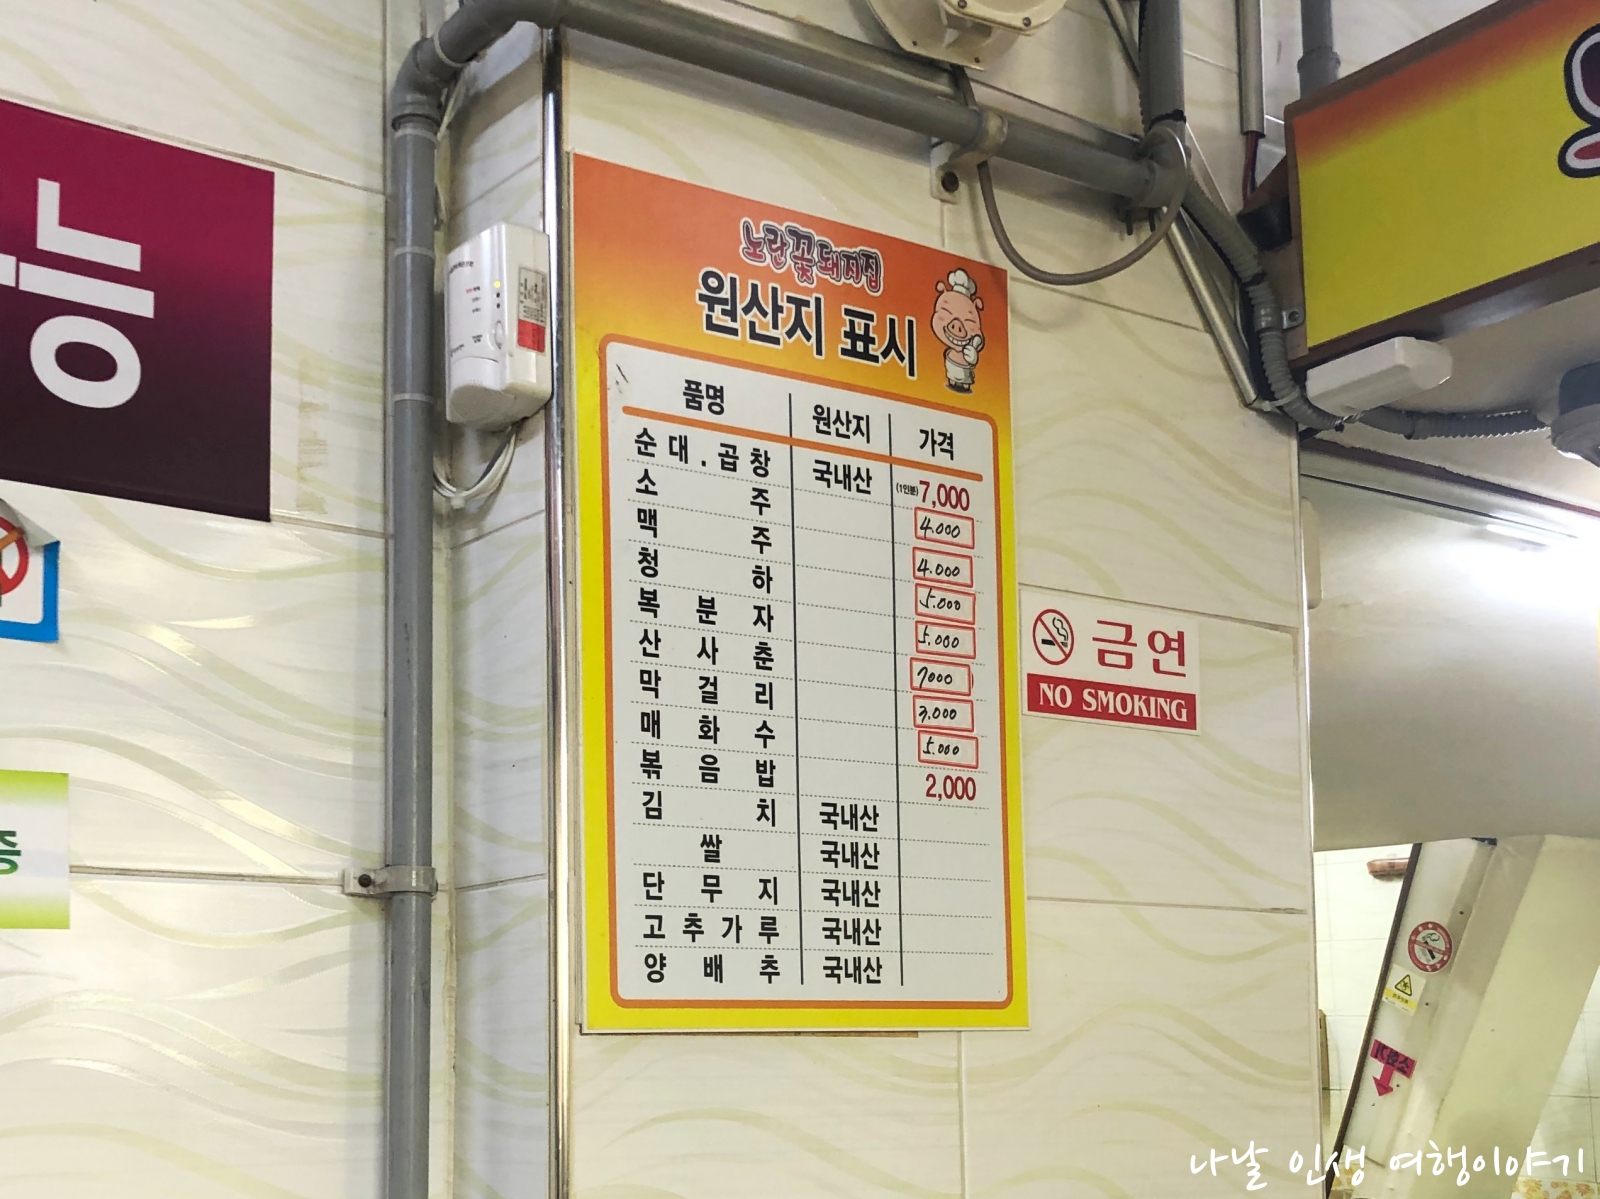 야
노란꽃돼지집
원산지 표시
품명 원산지 가격
순대.곱창 국내산 (1인분)7,000
소주 4.000
맥주 4.000
청하 5.000
복분자 5.000
산사춘 7000
막걸리 3.000
매화수 5.000
볶음밥 2,000
김치 국내산
쌀 국내산
단무지 국내산
고추가루 국내산
양배추 국내산
금연
NO SMOKING
나날 인생 여행이야기